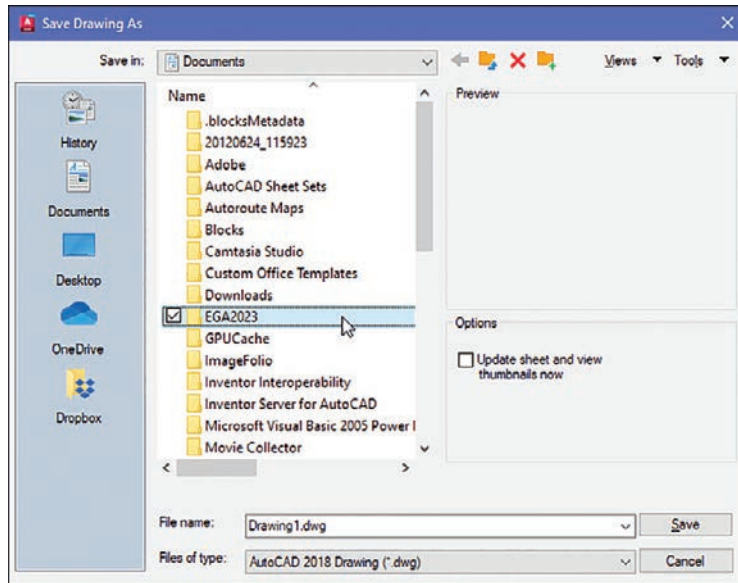 Save Drawing As
Save in: Documents Views Tools
History
Documents
Desktop
OneDrive
Dropbox
Name
.blocksMetadata
20120624_115923
Adobe
AutoCAD Sheet Sets
Autoroute Maps
Blocks
Camtasia Studio
Custom Office Templates
Downloads
EGA2023
GPUCache
ImageFolio
Inventor Interoperability
Inventor Server for AutoCAD
Microsoft Visual Basic 2005 Power
Movie Collector
Preview
Options
Update sheet and view
thumbnails now
File name: Drawing1.dwg Save
Files of type: AutoCAD 2018 Drawing (*.dwg) Cancel